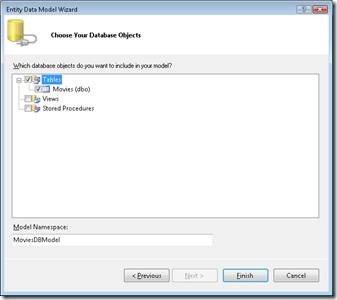 Entity Data Model Wizard
Choose Your Database Objects
Which database objects do you want to include in your model?
Tables
Movies (dbo)
Views
Stored Procedures
Model Namespace:
MoviesDBModel
< Previous
Next >
Finish
Cancel